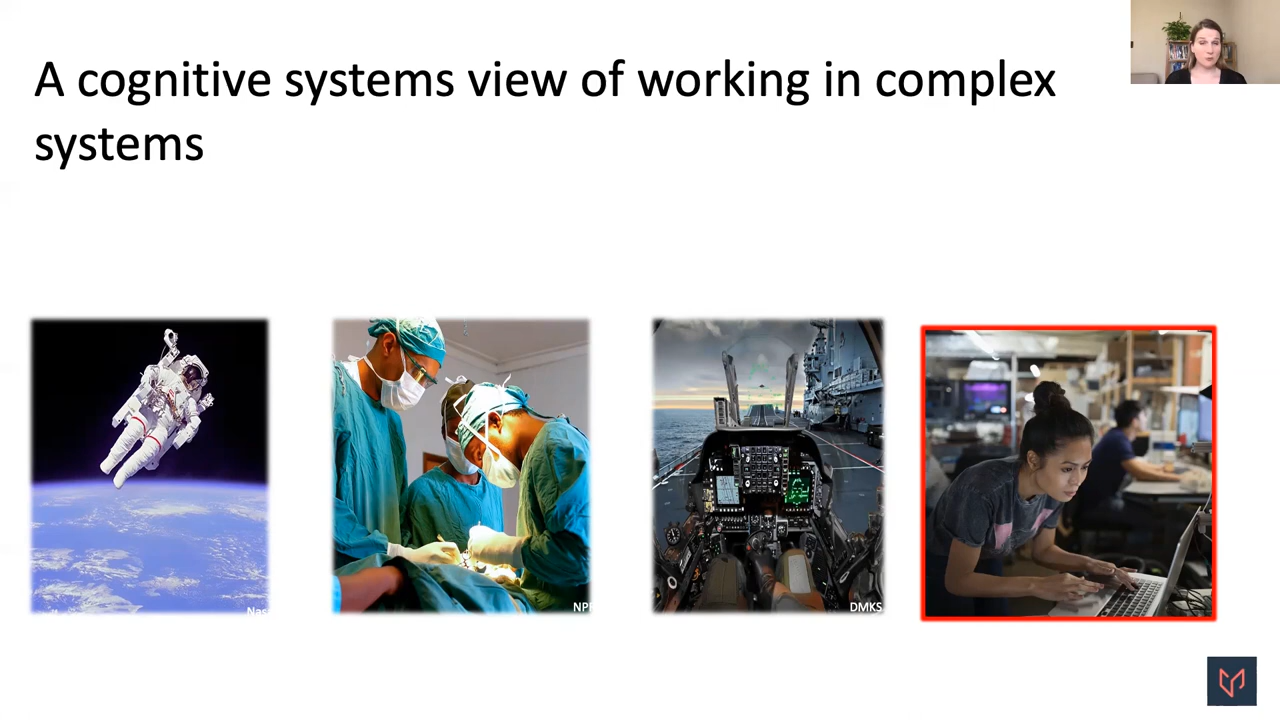 A cognitive systems view of working in complex
systems
Nas
NPR
DMKS